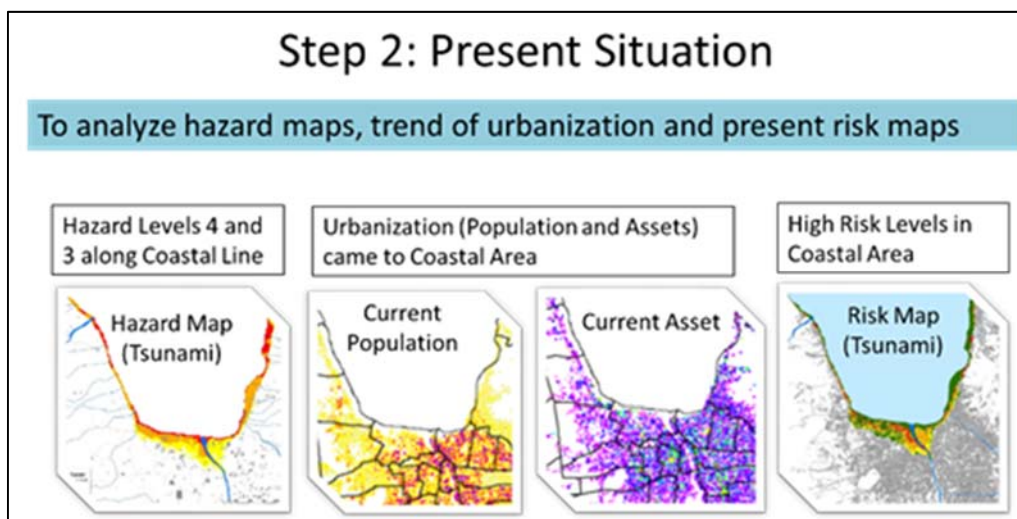 Step 2: Present Situation
To analyze hazard maps, trend of urbanization and present risk maps
Hazard Levels 4 and
3 along Coastal Line
Urbanization (Population and Assets)
came to Coastal Area
High Risk Levels in
Coastal Area
Hazard Map
(Tsunami)
Current
Population
Current Asset
Risk Map
(Tsunami)